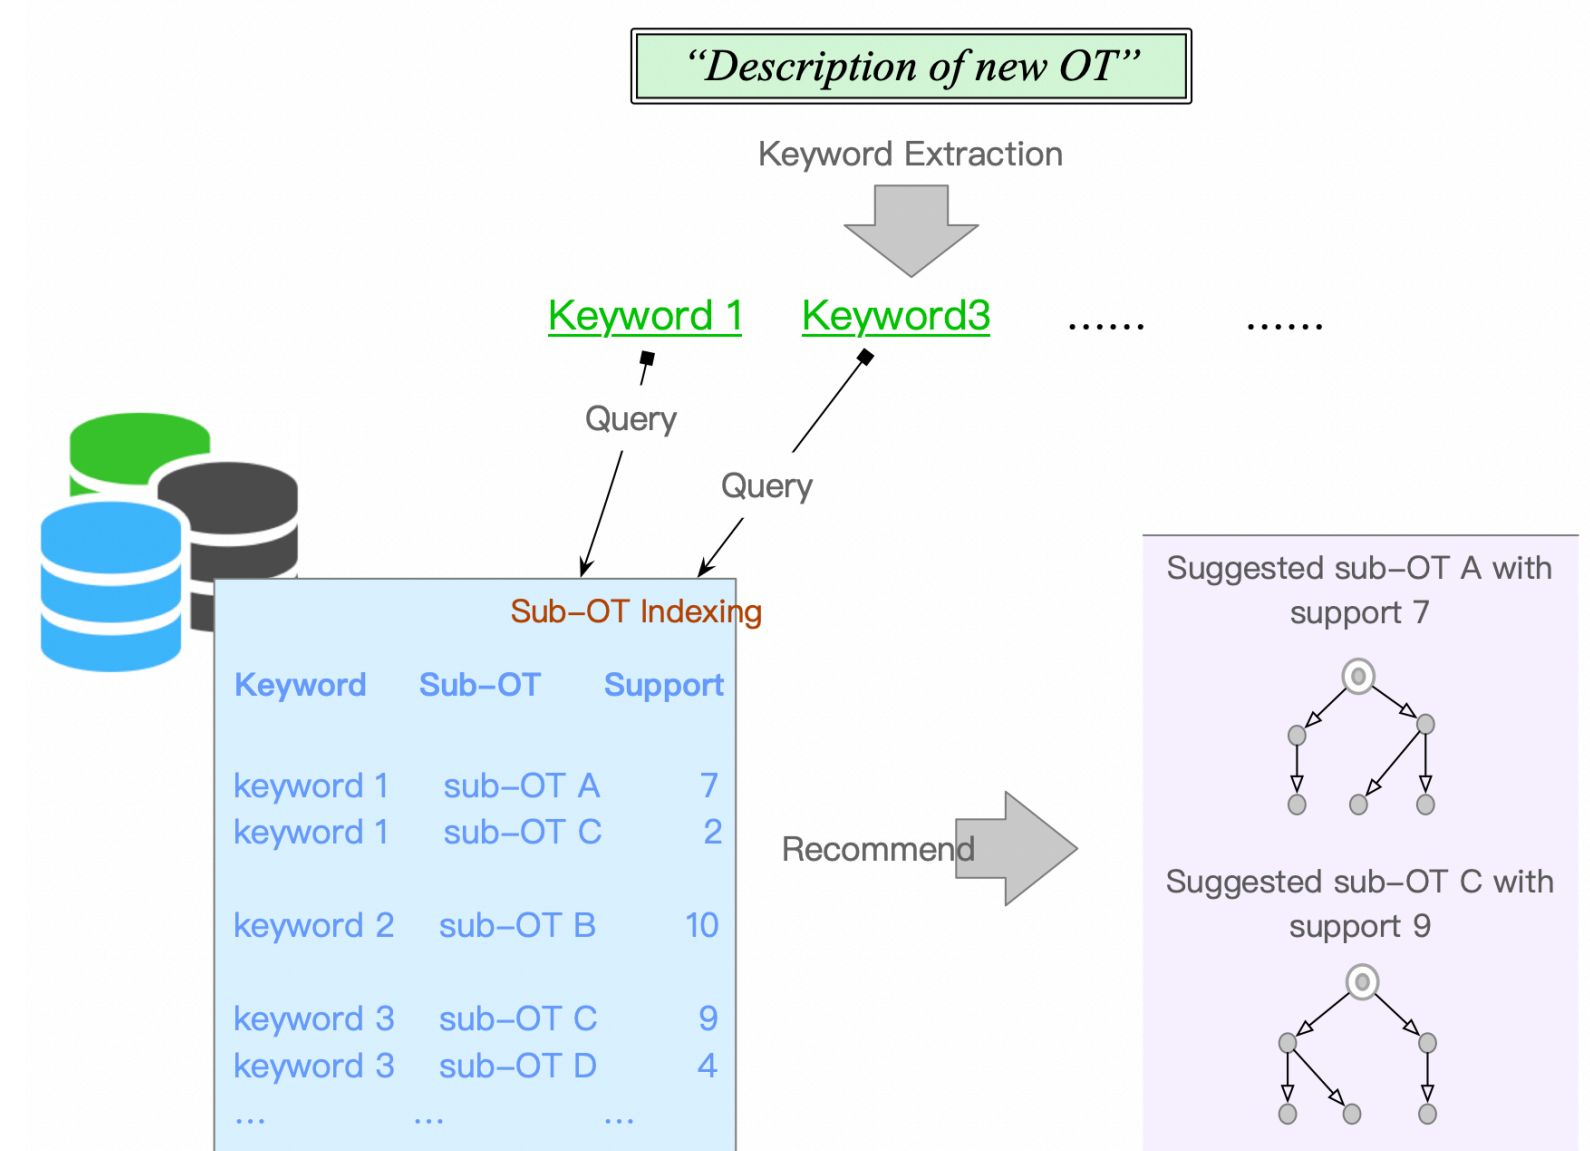 “Description of new OT”
Keyword Extraction
Keyword 1 Keyword3 ...... ......
Query
Query
Sub-OT Indexing
Keyword Sub-OT Support
keyword 1 sub-OT A 7
keyword 1 sub-OT C 2
keyword 2 sub-OT B 10
keyword 3 sub-OT C 9
keyword 3 sub-OT D 4
... ... ...
Recommend
Suggested sub-OT A with
support 7
Suggested sub-OT C with
support 9